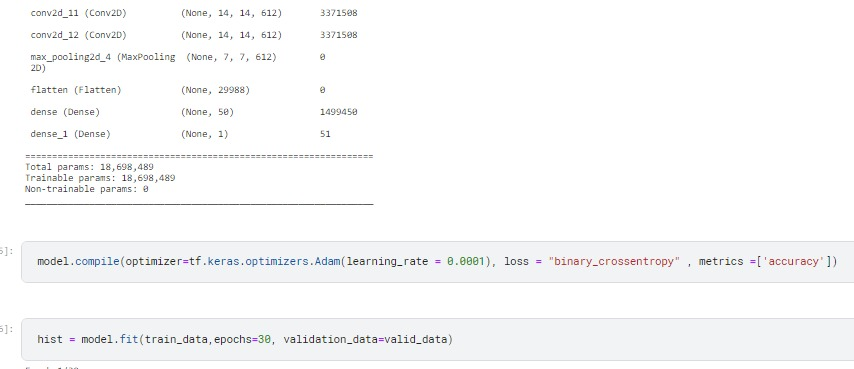 conv2d_11 (Conv2D) (None, 14, 14, 612) 3371508
conv2d_12 (Conv2D) (None, 14, 14, 612) 3371508
max_pooling2d_4 (MaxPooling (None, 7, 7, 612) 0
2D)
flatten (Flatten) (None, 29988) 0
dense (Dense) (None, 50) 1499450
dense_1 (Dense) (None, 1) 51
=================================================================
Total params: 18,698,489
Trainable params: 18,698,489
Non-trainable params: 0
_________________________________________________________________
5]:
model.compile(optimizer=tf.keras.optimizers.Adam(learning_rate = 0.0001), loss = "binary_crossentropy" , metrics =['accuracy'])
6]:
hist = model.fit(train_data,epochs=30, validation_data=valid_data)